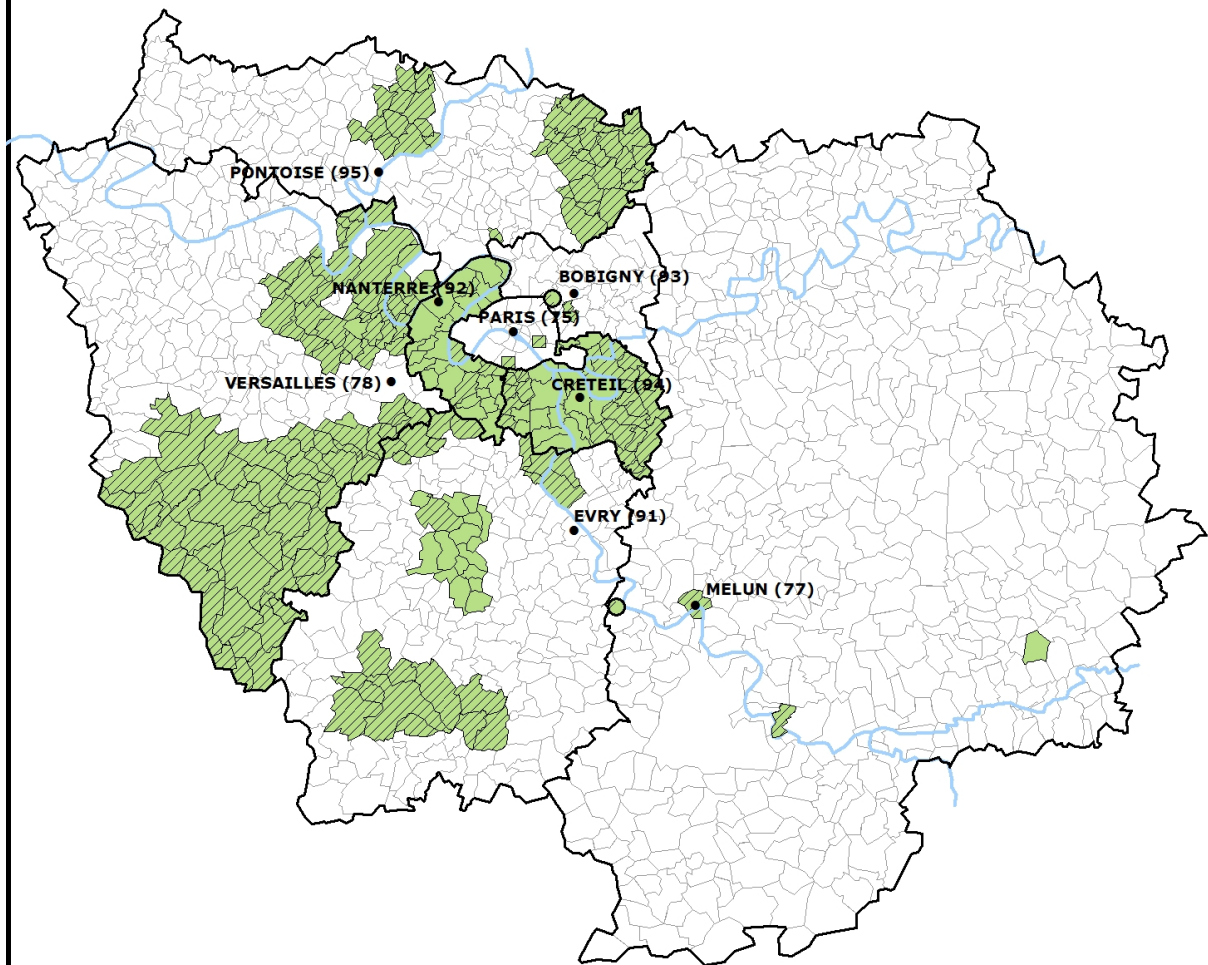 PONTOISE (95)
BOBIGNY (93)
NANTERRE (92)
PARIS (75)
VERSAILLES (78)
CRETEIL (94)
EVRY (91)
MELUN (77)